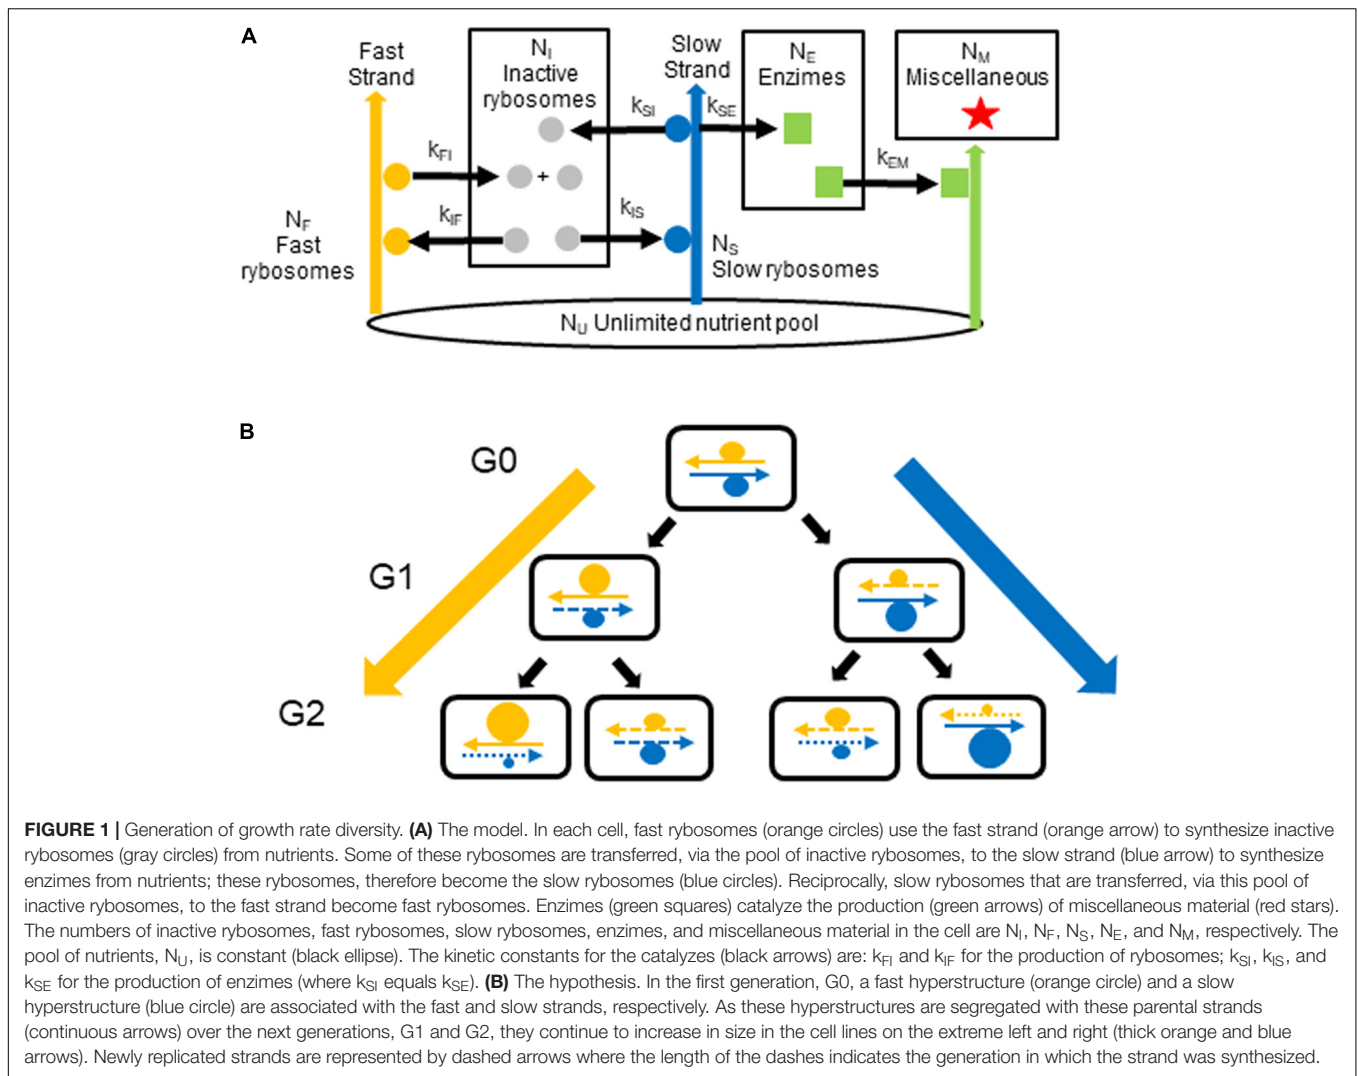 A
Fast
Strand
N_I
Inactive
rybosomes
Slow
Strand
N_E
Enzimes
N_M
Miscellaneous
k_SI
k_SE
k_FI
+
k_EM
k_IF
k_IS
N_F
Fast
rybosomes
N_S
Slow rybosomes
N_U Unlimited nutrient pool
B
G0
G1
G2
FIGURE 1 | Generation of growth rate diversity. (A) The model. In each cell, fast rybosomes (orange circles) use the fast strand (orange arrow) to synthesize inactive
rybosomes (gray circles) from nutrients. Some of these rybosomes are transferred, via the pool of inactive rybosomes, to the slow strand (blue arrow) to synthesize
enzimes from nutrients; these rybosomes, therefore become the slow rybosomes (blue circles). Reciprocally, slow rybosomes that are transferred, via this pool of
inactive rybosomes, to the fast strand become fast rybosomes. Enzimes (green squares) catalyze the production (green arrows) of miscellaneous material (red stars).
The numbers of inactive rybosomes, fast rybosomes, slow rybosomes, enzimes, and miscellaneous material in the cell are N_I, N_F, N_S, N_E, and N_M, respectively. The
pool of nutrients, N_U, is constant (black ellipse). The kinetic constants for the catalyzes (black arrows) are: k_FI and k_IF for the production of rybosomes; k_SI, k_IS, and
k_SE for the production of enzimes (where k_SI equals k_SE). (B) The hypothesis. In the first generation, G0, a fast hyperstructure (orange circle) and a slow
hyperstructure (blue circle) are associated with the fast and slow strands, respectively. As these hyperstructures are segregated with these parental strands
(continuous arrows) over the next generations, G1 and G2, they continue to increase in size in the cell lines on the extreme left and right (thick orange and blue
arrows). Newly replicated strands are represented by dashed arrows where the length of the dashes indicates the generation in which the strand was synthesized.